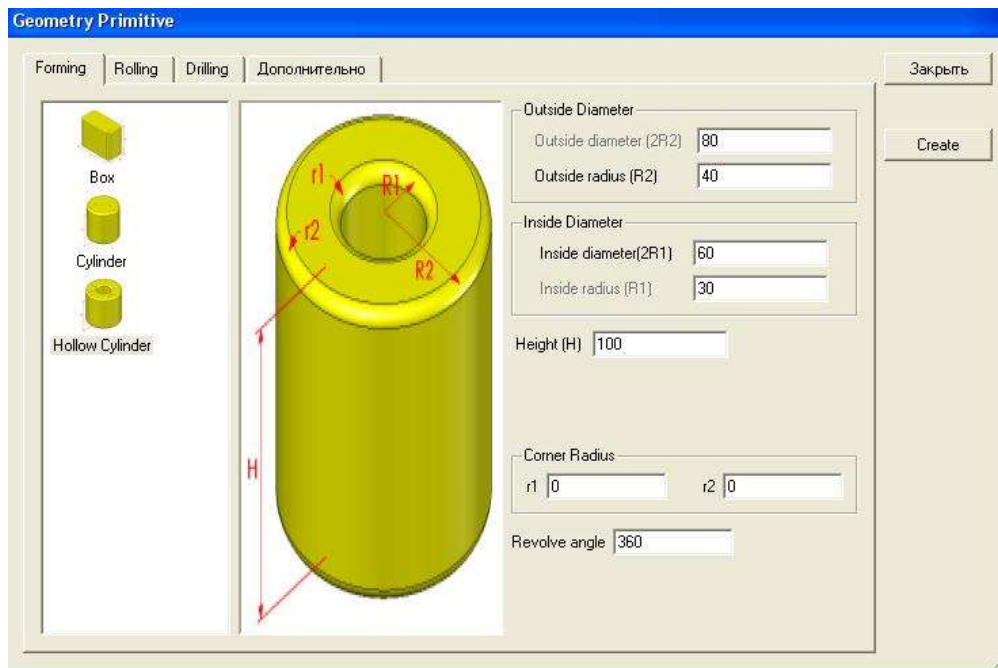 Geometry Primitive
Forming Rolling Drilling Дополнительно
Закрыть
Create
Box
Cylinder
Hollow Cylinder
r1
R1
r2
R2
H
Outside Diameter
Outside diameter (2R2) 80
Outside radius (R2) 40
Inside Diameter
Inside diameter(2R1) 60
Inside radius (R1) 30
Height (H) 100
Corner Radius
r1 0 r2 0
Revolve angle 360